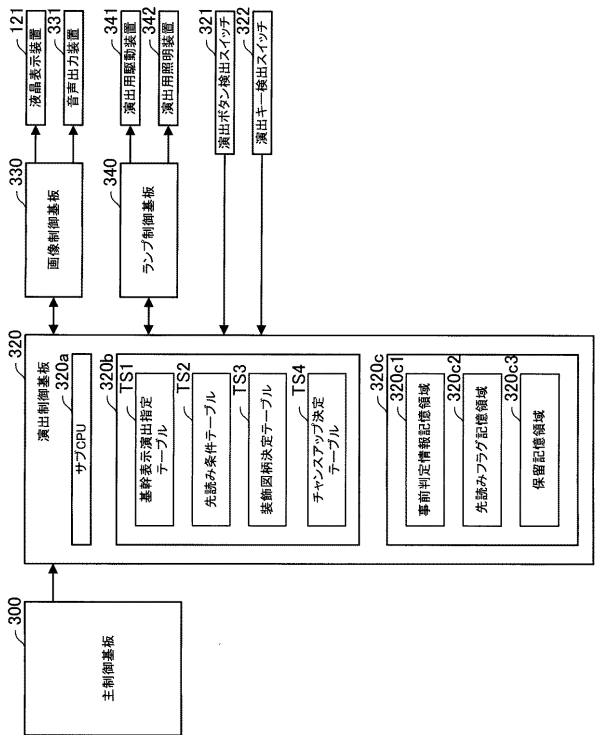 300
主制御基板
320
演出制御基板
320a
サブCPU
320b
TS1
基幹表示演出指定
テーブル
TS2
先読み条件テーブル
TS3
装飾図柄決定テーブル
TS4
チャンスアップ決定
テーブル
320c
320c1
事前判定情報記憶領域
320c2
先読みフラグ記憶領域
320c3
保留記憶領域
330
画像制御基板
340
ランプ制御基板
121
液晶表示装置
331
音声出力装置
341
演出用駆動装置
342
演出用照明装置
321
演出ボタン検出スイッチ
322
演出キー検出スイッチ